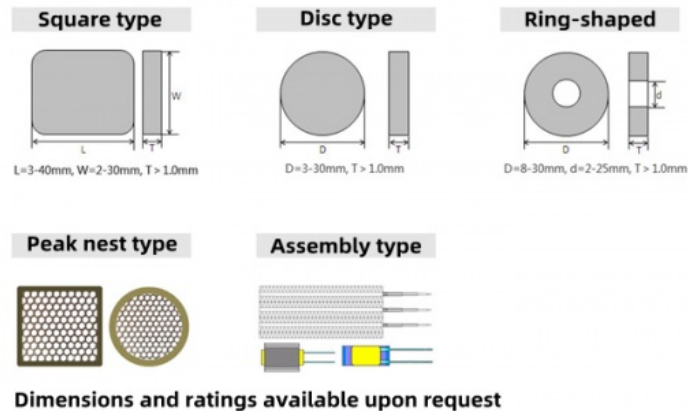 Square type
Disc type
Ring-shaped
W
L
T
D
T
D
d
T
L=3-40mm, W=2-30mm, T > 1.0mm
D=3-30mm, T > 1.0mm
D=8-30mm, d=2-25mm, T > 1.0mm
Peak nest type
Assembly type
Dimensions and ratings available upon request